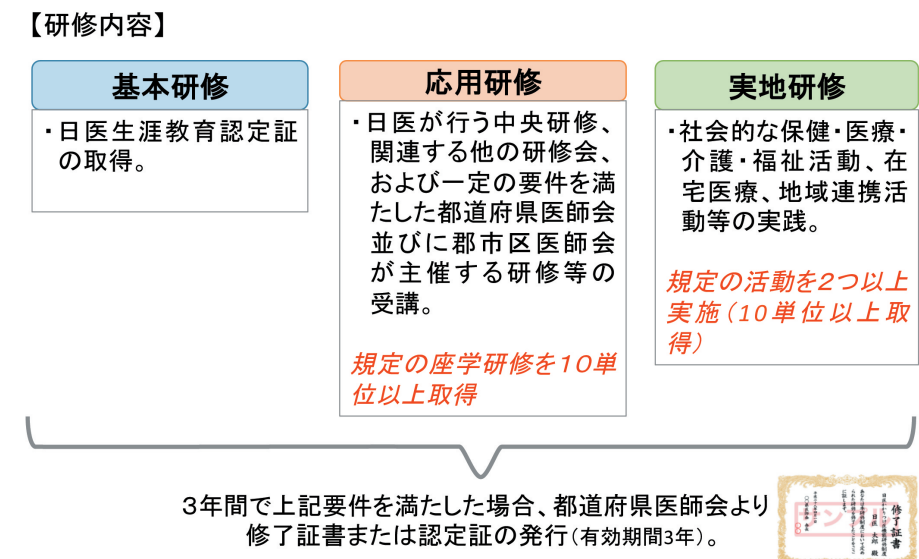 【研修内容】
基本研修
・日医生涯教育認定証
の取得。
応用研修
・日医が行う中央研修、
関連する他の研修会、
および一定の要件を満
たした都道府県医師会
並びに郡市区医師会
が主催する研修等の
受講。
規定の座学研修を10単
位以上取得
実地研修
・社会的な保健・医療・
介護・福祉活動、在
宅医療、地域連携活
動等の実践。
規定の活動を2つ以上
実施（10単位以上取
得）
3年間で上記要件を満たした場合、都道府県医師会より
修了証書または認定証の発行（有効期間3年）。
修了証書
日医 太郎 殿
サンプル